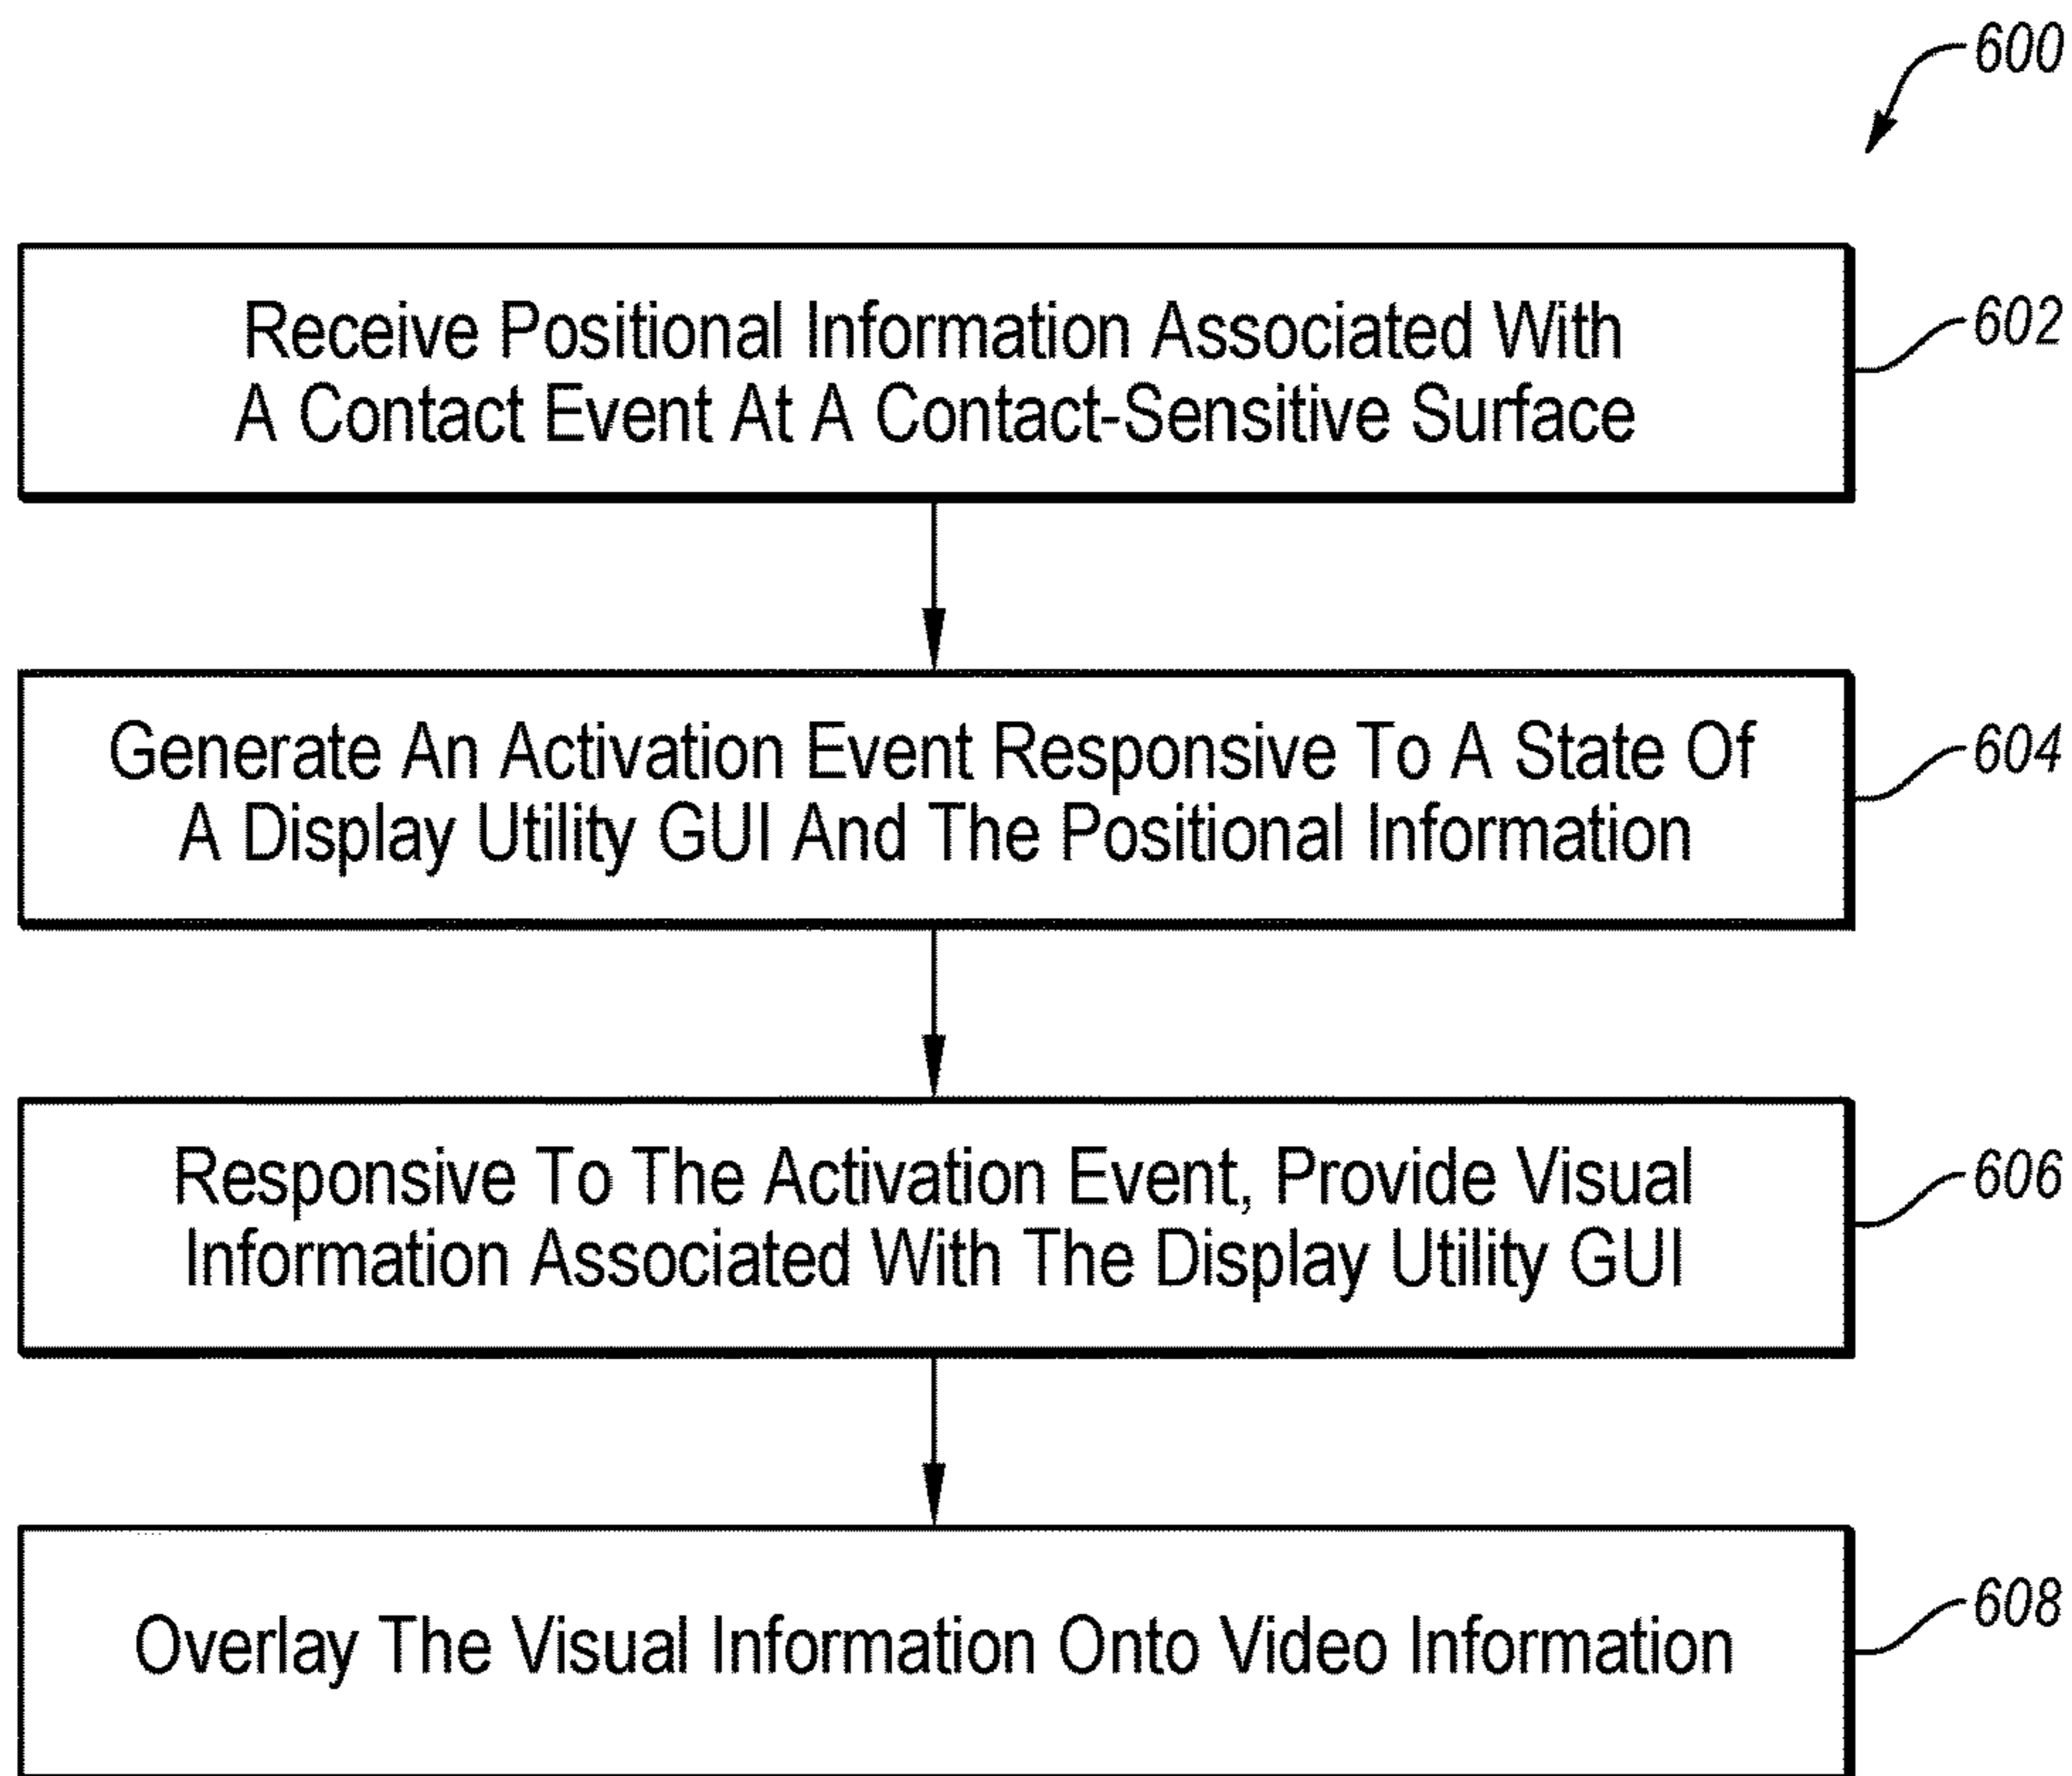 600
Receive Positional Information Associated With
A Contact Event At A Contact-Sensitive Surface
602
Generate An Activation Event Responsive To A State Of
A Display Utility GUI And The Positional Information
604
Responsive To The Activation Event, Provide Visual
Information Associated With The Display Utility GUI
606
Overlay The Visual Information Onto Video Information
608